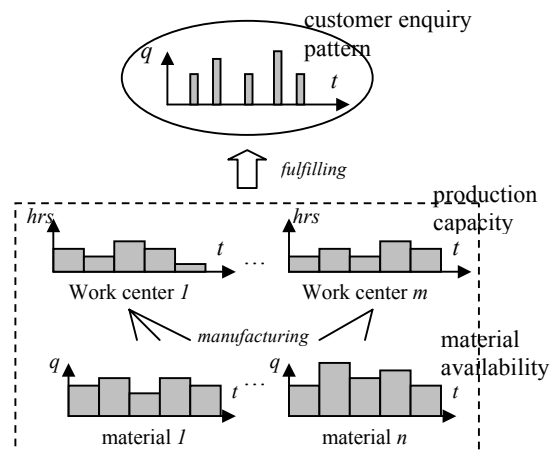 customer enquiry
pattern
q
t
fulfilling
production
capacity
hrs
hrs
t
...
t
Work center 1
Work center m
manufacturing
material
availability
q
q
t
...
t
material 1
material n